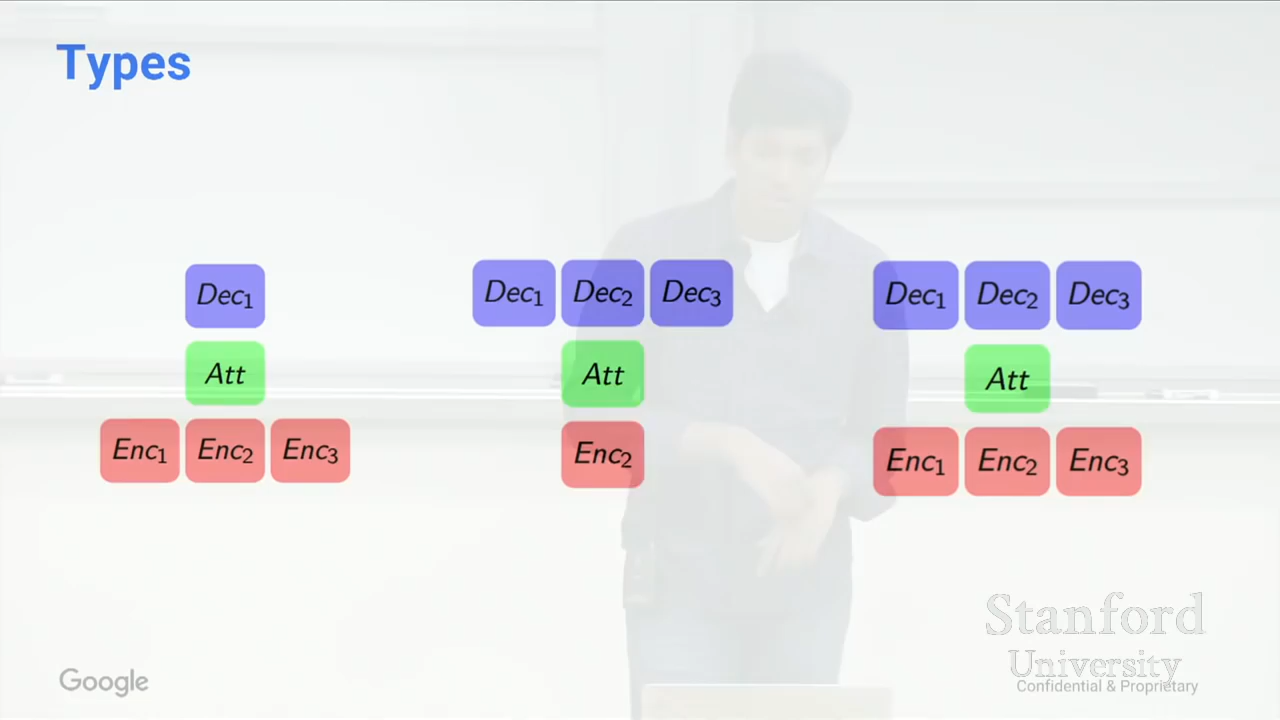 Types
Dec1
Att
Enc1 Enc2 Enc3
Dec1 Dec2 Dec3
Att
Enc2
Dec1 Dec2 Dec3
Att
Enc1 Enc2 Enc3
Google
Stanford
University
Confidential & Proprietary